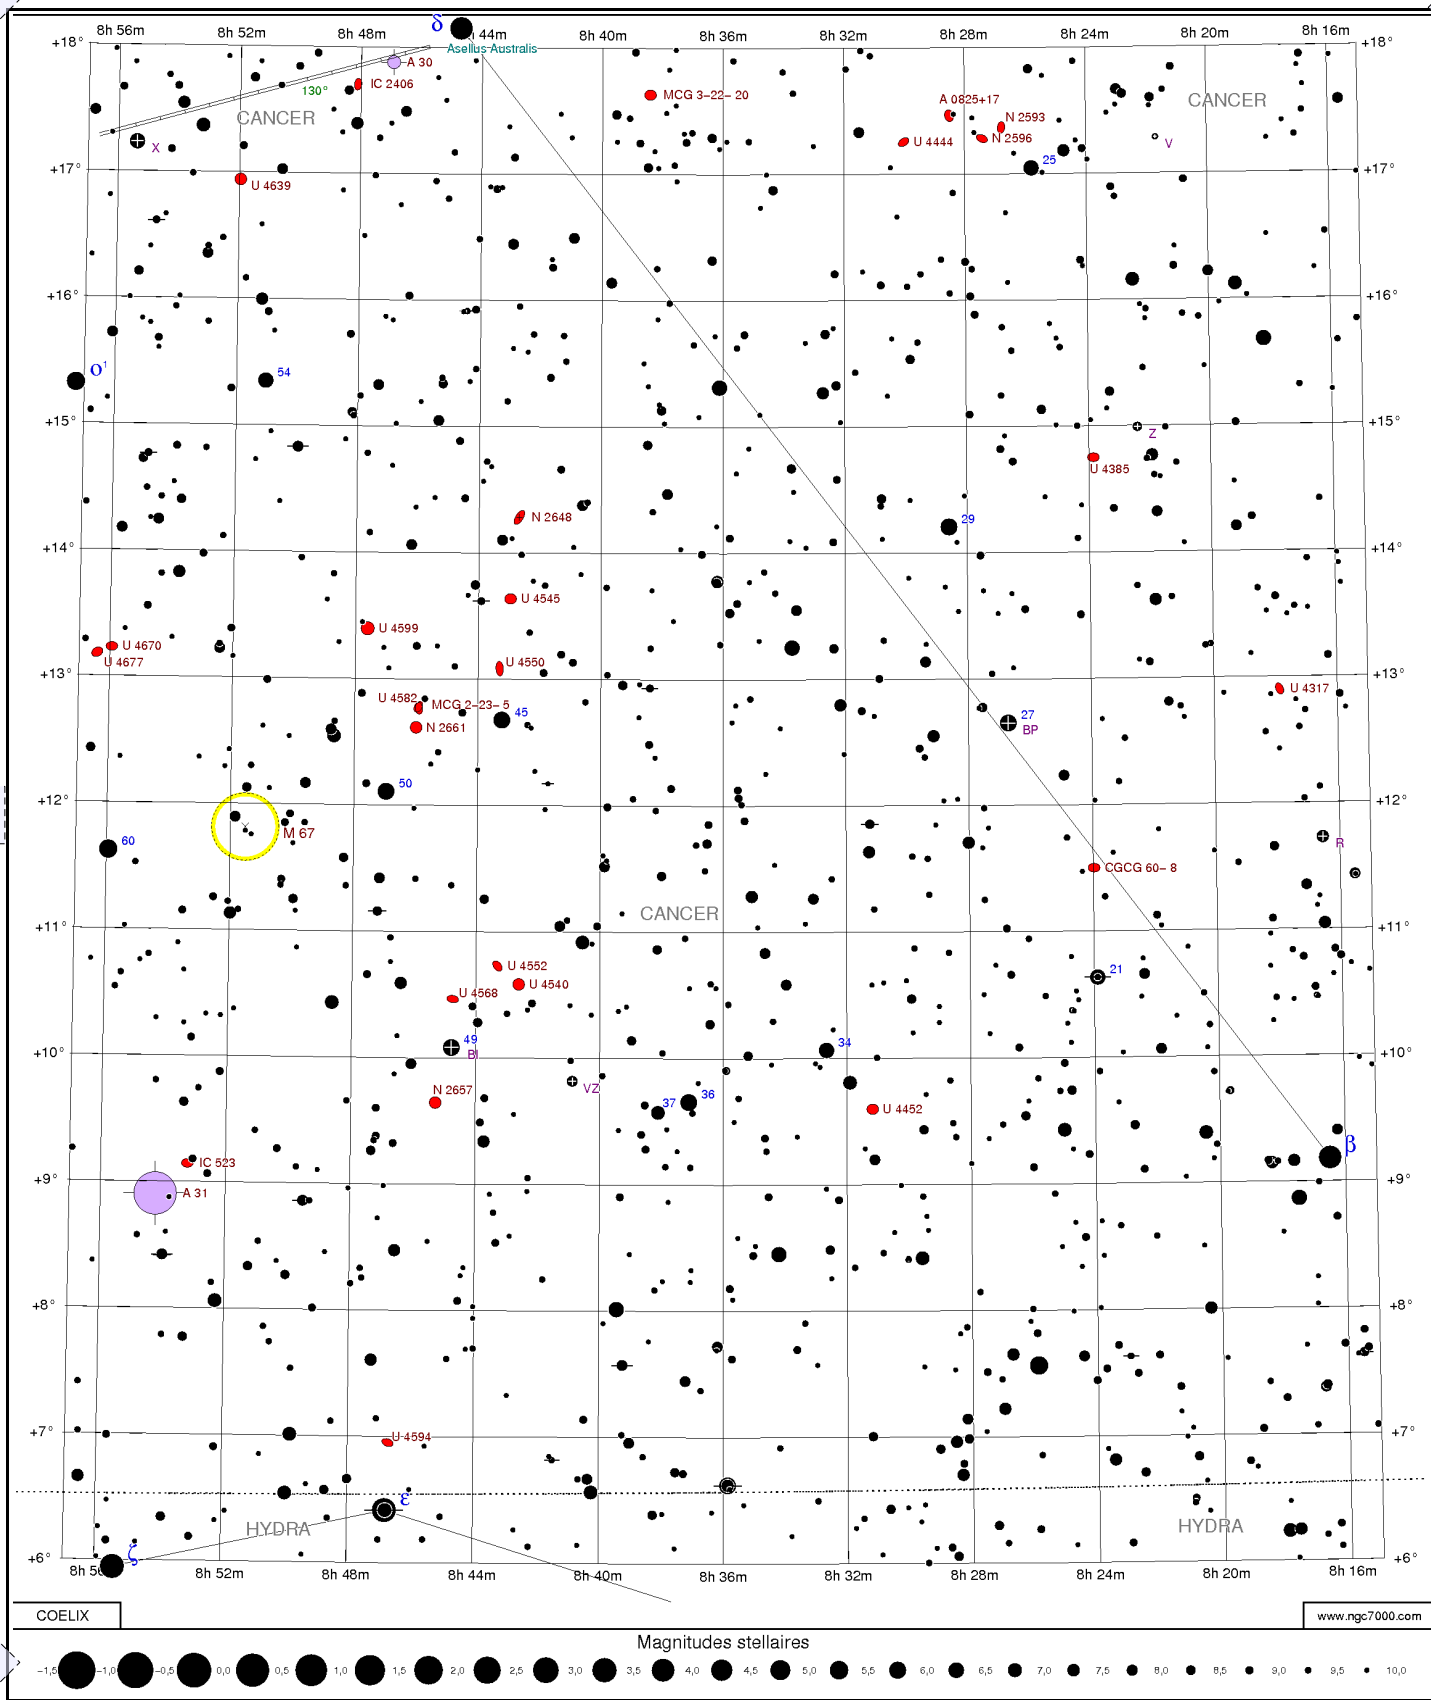 δ
8h 56m 8h 52m 8h 48m 8h 44m 8h 40m 8h 36m 8h 32m 8h 28m 8h 24m 8h 20m 8h 16m
+18° +18°
Asellus Australis
A 30
130° IC 2406
MCG 3-22- 20
A 0825+17
CANCER CANCER
N 2593
X U 4444 N 2596 V
25
+17° +17°
U 4639
+16° +16°
ο¹ 54
+15° +15°
Z
U 4385
N 2648 29
+14° +14°
U 4545
U 4599
U 4670
U 4677 U 4550
+13° +13°
U 4582 MCG 2-23- 5 U 4317
45 27
N 2661 BP
50
+12° +12°
M 67
60 R
CGCG 60- 8
CANCER
+11° +11°
U 4552 21
U 4540
U 4568
49 34
BI
+10° +10°
VZ
N 2657 36
37 U 4452
β
IC 523
+9° +9°
A 31
+8° +8°
+7° +7°
U 4594
ε
HYDRA HYDRA
ζ
+6° +6°
8h 56 8h 52m 8h 48m 8h 44m 8h 40m 8h 36m 8h 32m 8h 28m 8h 24m 8h 20m 8h 16m
COELIX www.ngc7000.com
Magnitudes stellaires
-1,5 -1,0 -0,5 0,0 0,5 1,0 1,5 2,0 2,5 3,0 3,5 4,0 4,5 5,0 5,5 6,0 6,5 7,0 7,5 8,0 8,5 9,0 9,5 10,0